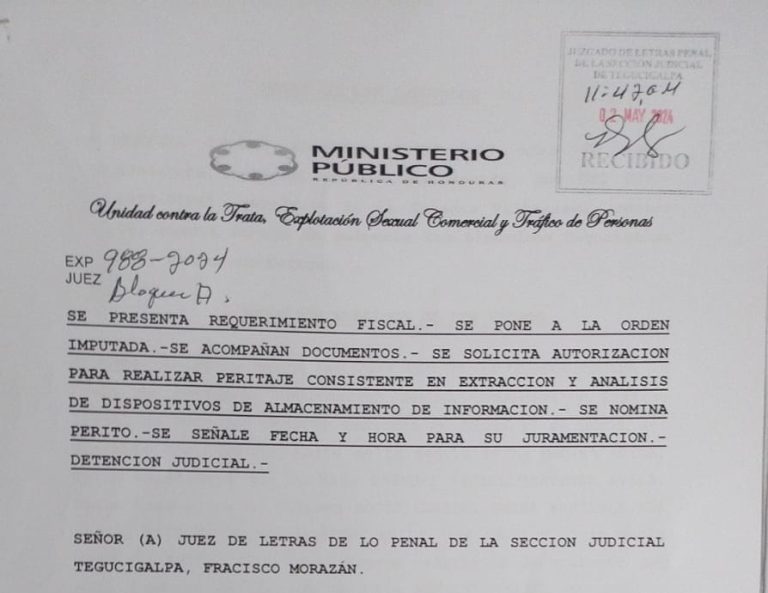 JUZGADO DE LETRAS PENAL
DE LA SECCION JUDICIAL
DE TEGUCIGALPA
11:47 AM
02 MAY 2024
RECIBIDO
MINISTERIO
PÚBLICO
REPÚBLICA DE HONDURAS
Unidad contra la Trata, Explotación Sexual Comercial y Tráfico de Personas
EXP 988-2024
JUEZ
SE PRESENTA REQUERIMIENTO FISCAL.- SE PONE A LA ORDEN
IMPUTADA.-SE ACOMPAÑAN DOCUMENTOS.- SE SOLICITA AUTORIZACION
PARA REALIZAR PERITAJE CONSISTENTE EN EXTRACCION Y ANALISIS
DE DISPOSITIVOS DE ALMACENAMIENTO DE INFORMACION.- SE NOMINA
PERITO.-SE SEÑALE FECHA Y HORA PARA SU JURAMENTACION.-
DETENCION JUDICIAL.-
SEÑOR (A) JUEZ DE LETRAS DE LO PENAL DE LA SECCION JUDICIAL
TEGUCIGALPA, FRACISCO MORAZÁN.